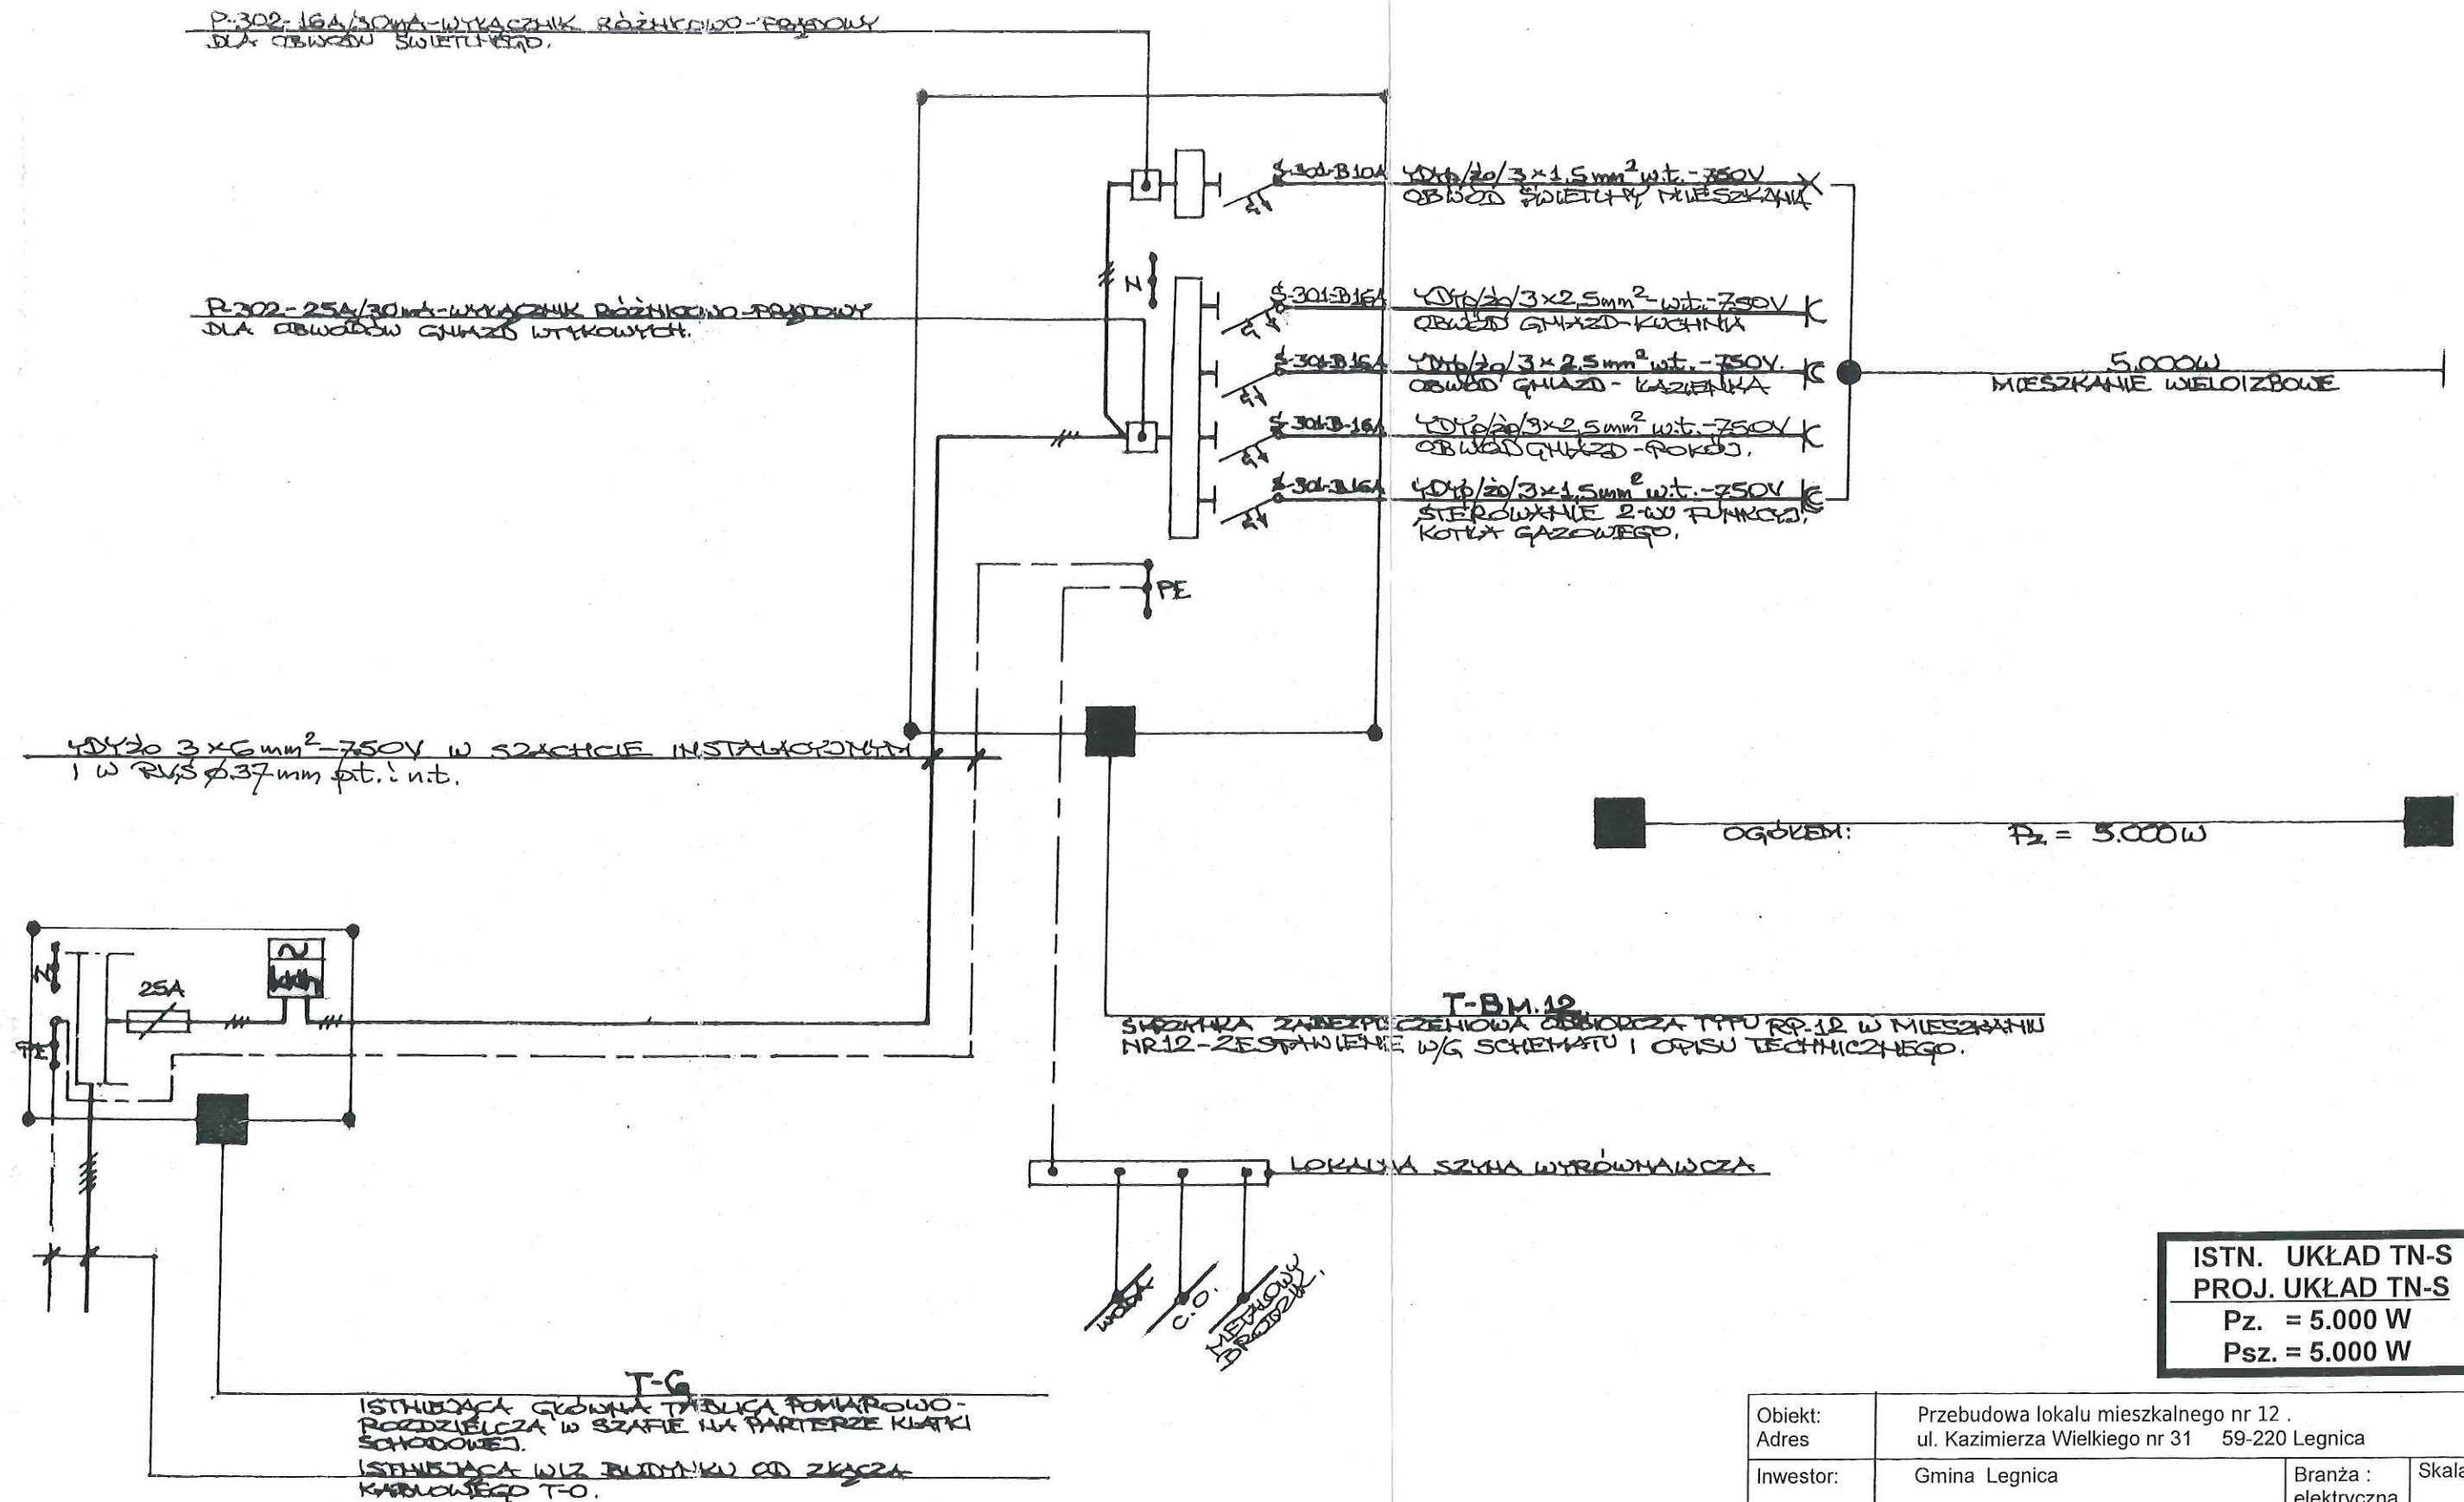 P-302-16A/30mA-WYŁĄCZNIK RÓŻNICOWO-PRĄDOWY
DLA OBWODU ŚWIETLNEGO.
S-301-B10A
YDYp/żo/3×1,5mm² w.t.-750V
OBWÓD ŚWIETLNY MIESZKANIA
N
P-302-25A/30mA-WYŁĄCZNIK RÓŻNICOWO-PRĄDOWY
DLA OBWODÓW GNIAZD WTYKOWYCH.
S-301-B16A
YDYp/żo/3×2,5mm²-w.t.-750V
OBWÓD GNIAZD-KUCHNIA
S-301-B16A
YDYp/żo/3×2,5mm² w.t.-750V.
OBWÓD GNIAZD-ŁAZIENKA
5.000W
MIESZKANIE WIELOIZBOWE
S-301-B-16A
YDYp/żo/3×2,5mm² w.t.-750V
OBWÓD GNIAZD-POKÓJ.
S-301-B16A
YDYp/żo/3×1,5mm² w.t.-750V
STEROWANIE 2-WU FUNKCYJ.
KOTŁA GAZOWEGO.
PE
YDYżo 3×6mm²-750V W SZACHCIE INSTALACYJNYM
I W RVS ø37mm p.t. i n.t.
OGÓŁEM: Pz = 5.000W
N
25A
~
kWh
PE
T-BM.12
SKRZYNKA ZABEZPIECZENIOWA ODBIORCZA TYPU RP-12 W MIESZKANIU
NR12-ZESTAWIENIE W/G SCHEMATU I OPISU TECHNICZNEGO.
LOKALNA SZYNA WYRÓWNAWCZA
WODA
C.O.
METALOWY
BRODZIK.
ISTN. UKŁAD TN-S
PROJ. UKŁAD TN-S
Pz. = 5.000 W
Psz. = 5.000 W
T-G
ISTNIEJĄCA GŁÓWNA TABLICA POMIAROWO-
ROZDZIELCZA W SZAFIE NA PARTERZE KLATKI
SCHODOWEJ.
ISTNIEJĄCA WLZ BUDYNKU OD ZŁĄCZA
KABLOWEGO T-O.
Obiekt: Przebudowa lokalu mieszkalnego nr 12 .
Adres ul. Kazimierza Wielkiego nr 31 59-220 Legnica
Inwestor: Gmina Legnica
Branża : Skala
elektryczna